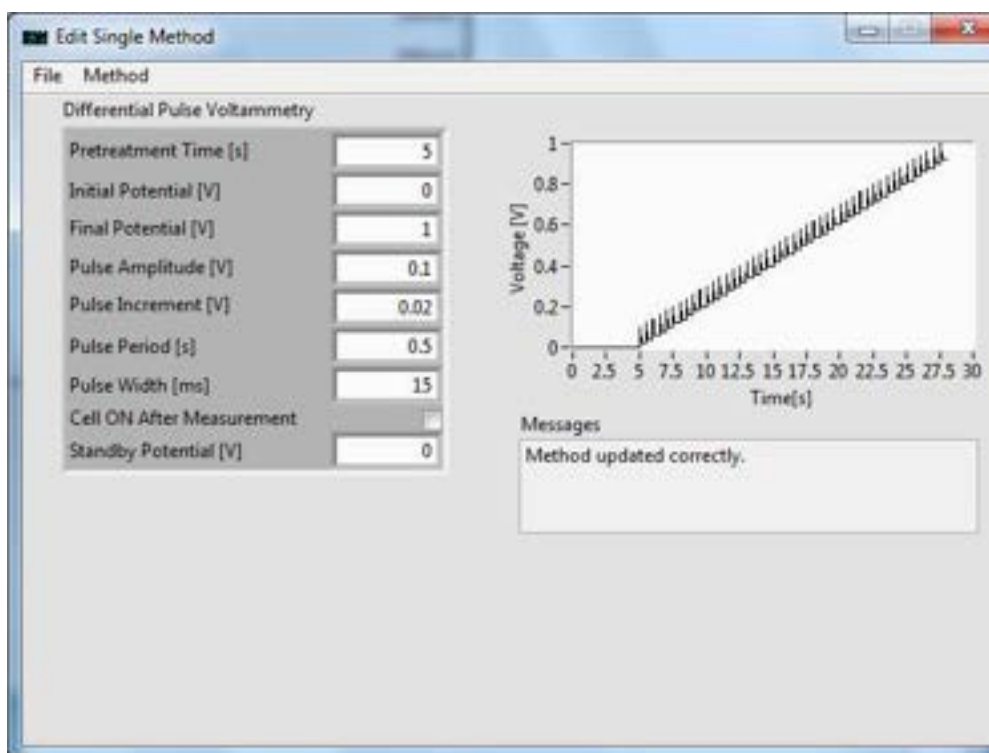 Edit Single Method
File Method
Differential Pulse Voltammetry
Pretreatment Time [s] 5
Initial Potential [V] 0
Final Potential [V] 1
Pulse Amplitude [V] 0.1
Pulse Increment [V] 0.02
Pulse Period [s] 0.5
Pulse Width [ms] 15
Cell ON After Measurement
Standby Potential [V] 0
Voltage [V]
1
0.8
0.6
0.4
0.2
0
0 2.5 5 7.5 10 12.5 15 17.5 20 22.5 25 27.5 30
Time[s]
Messages
Method updated correctly.